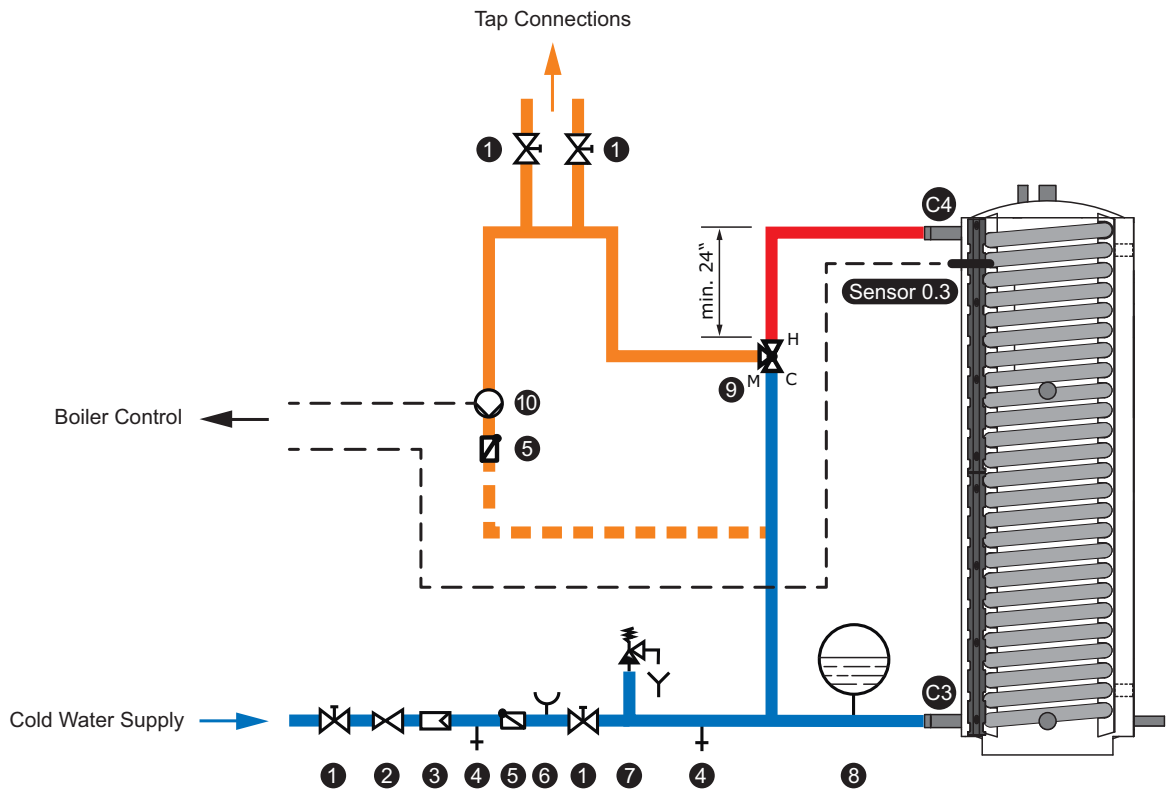 Tap Connections
1 1
C4
min. 24“
Sensor 0.3
H
9 M C
10
Boiler Control
5
C3
Cold Water Supply
1 2 3 4 5 6 1 7 4 8